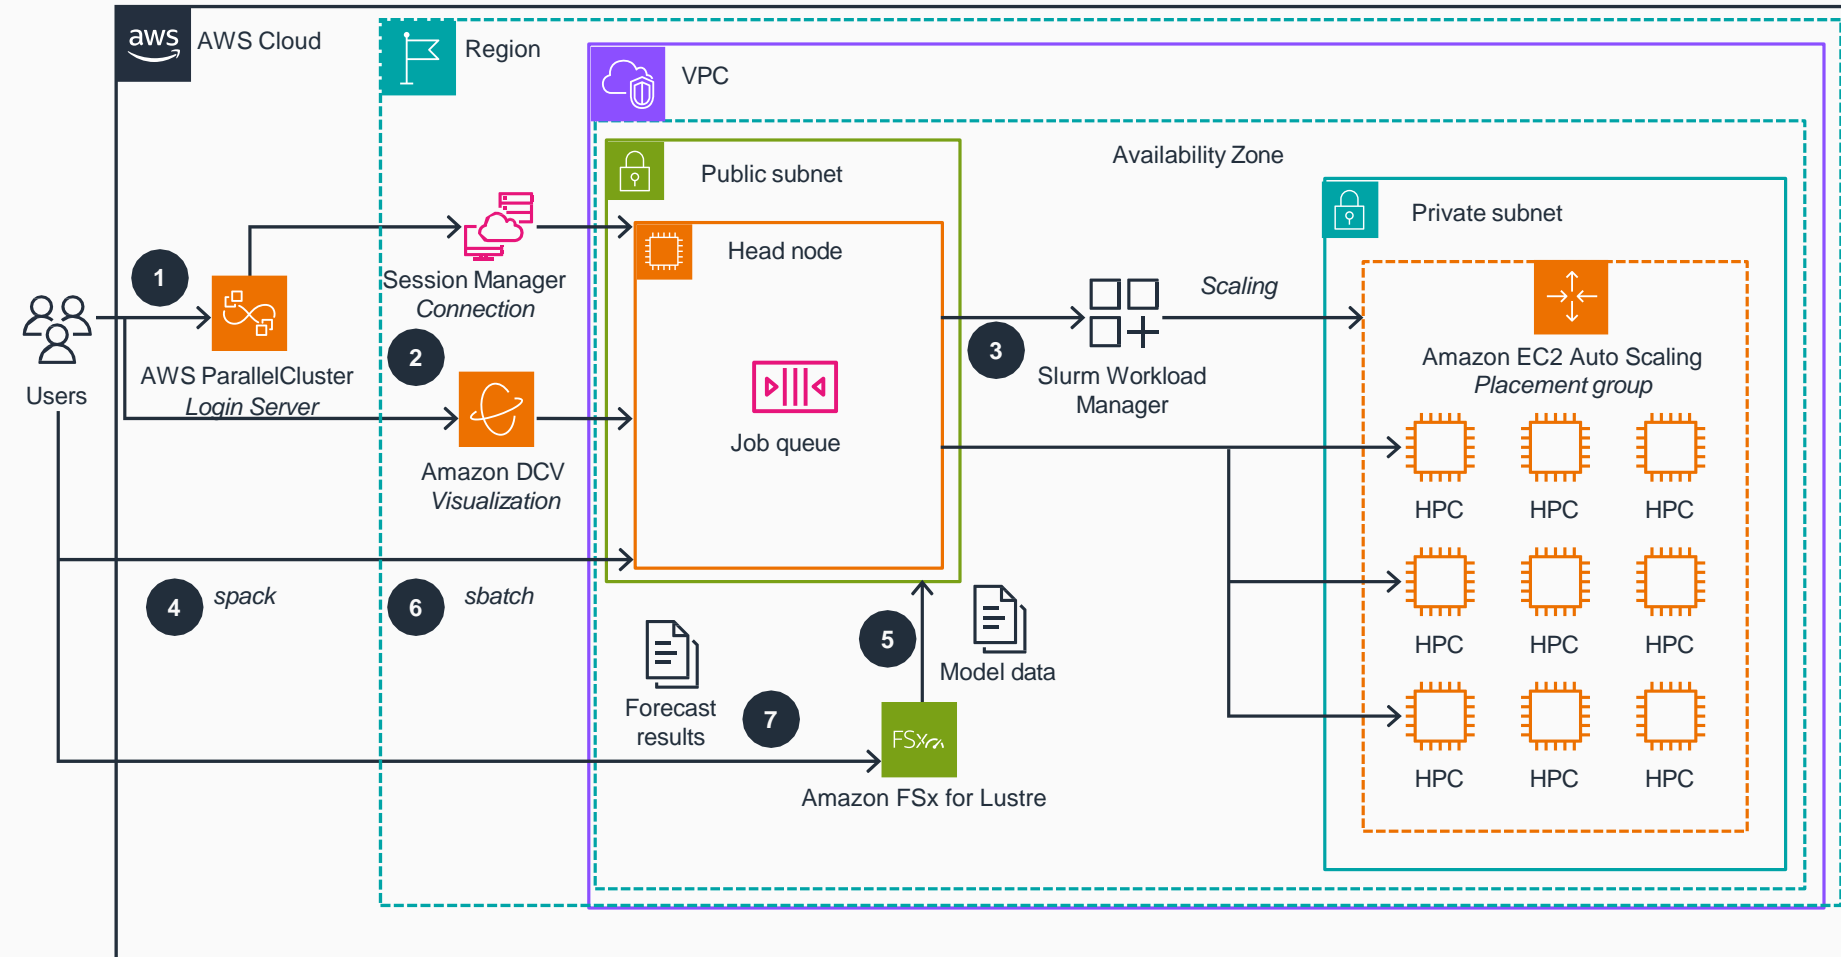 aws
AWS Cloud
Region
VPC
Availability Zone
Public subnet
Private subnet
Head node
1
Session Manager
Connection
Scaling
2
3
Users
AWS ParallelCluster
Login Server
Slurm Workload
Manager
Amazon EC2 Auto Scaling
Placement group
Job queue
Amazon DCV
Visualization
HPC
HPC
HPC
4
spack
6
sbatch
5
Model data
HPC
HPC
HPC
Forecast
results
7
FSx
Amazon FSx for Lustre
HPC
HPC
HPC